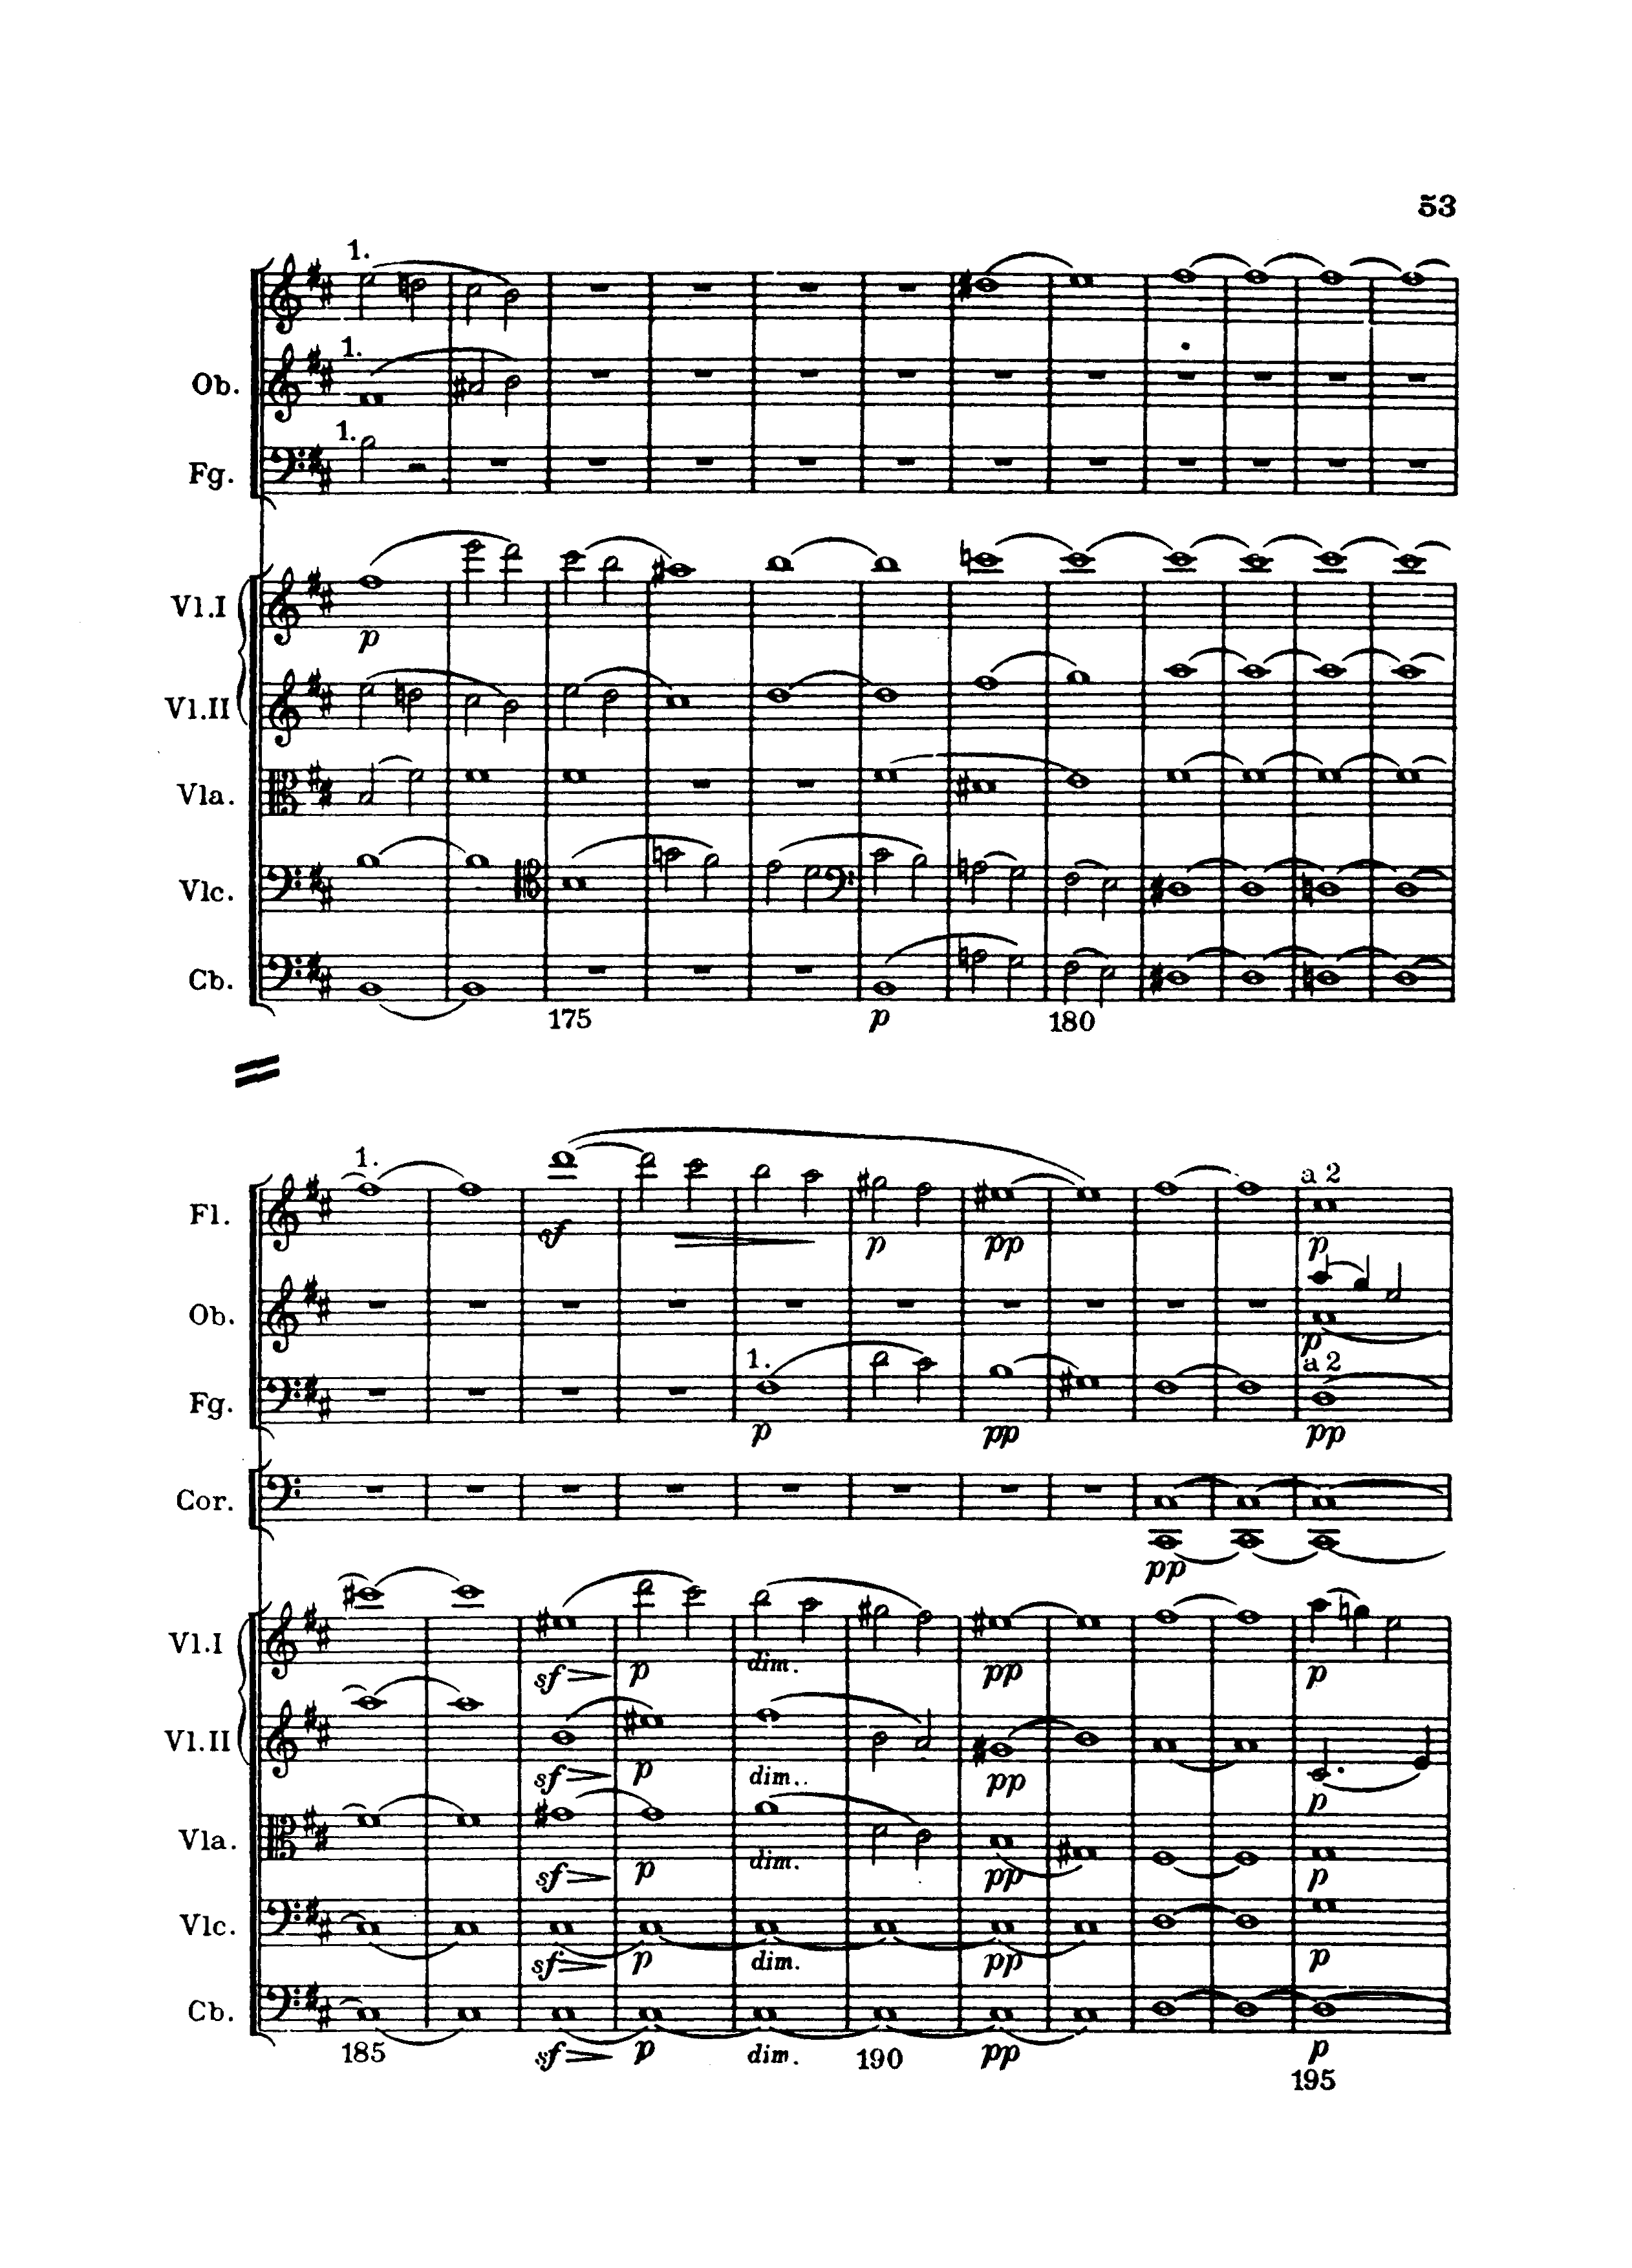 53
1.
1.
Ob.
1.
Fg.
Vl.I
p
Vl.II
Vla.
Vlc.
Cb.
175
p
180
1.
a 2
Fl.
sf
p
pp
p
Ob.
p
1.
a 2
Fg.
p
pp
pp
Cor.
pp
Vl.I
sf
p
dim.
pp
p
Vl.II
sf
p
dim..
pp
p
Vla.
sf
p
dim.
pp
p
Vlc.
sf
p
dim.
pp
p
Cb.
185
sf
p
dim.
190
pp
p
195